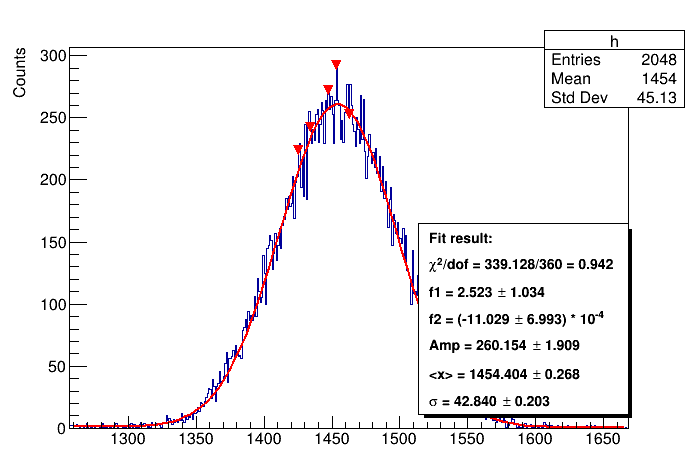 h
Entries 2048
Mean 1454
Std Dev 45.13
Counts
300
250
200
150
100
50
0
Fit result:
χ²/dof = 339.128/360 = 0.942
f1 = 2.523 ± 1.034
f2 = (-11.029 ± 6.993) * 10⁻⁴
Amp = 260.154 ± 1.909
<x> = 1454.404 ± 0.268
σ = 42.840 ± 0.203
1300 1350 1400 1450 1500 1550 1600 1650